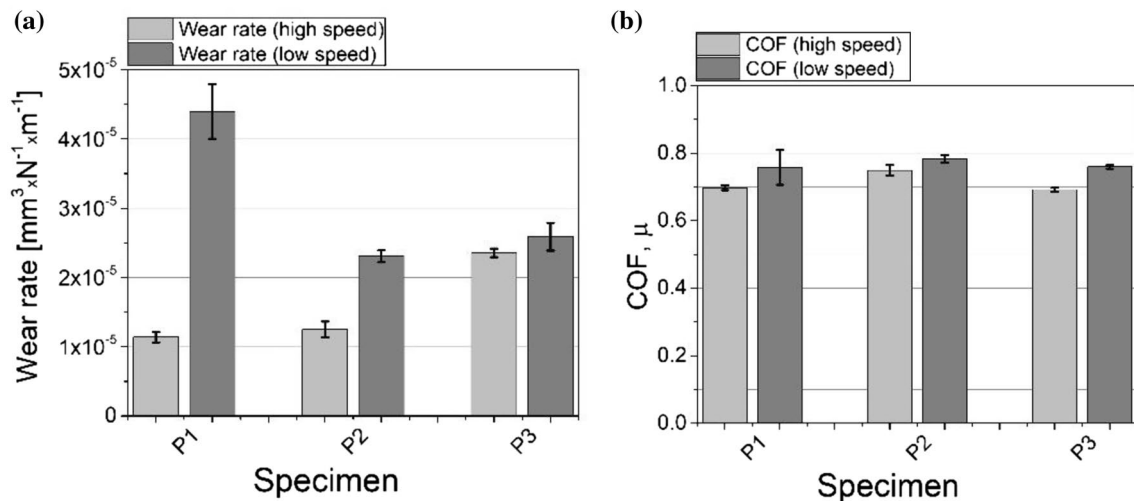 (a)
Wear rate (high speed)
Wear rate (low speed)
5x10⁻⁵
4x10⁻⁵
3x10⁻⁵
2x10⁻⁵
1x10⁻⁵
0
Wear rate [mm³ₓN⁻¹ₓm⁻¹]
P1
P2
P3
Specimen
(b)
COF (high speed)
COF (low speed)
1.0
0.8
0.6
0.4
0.2
0.0
COF, μ
P1
P2
P3
Specimen